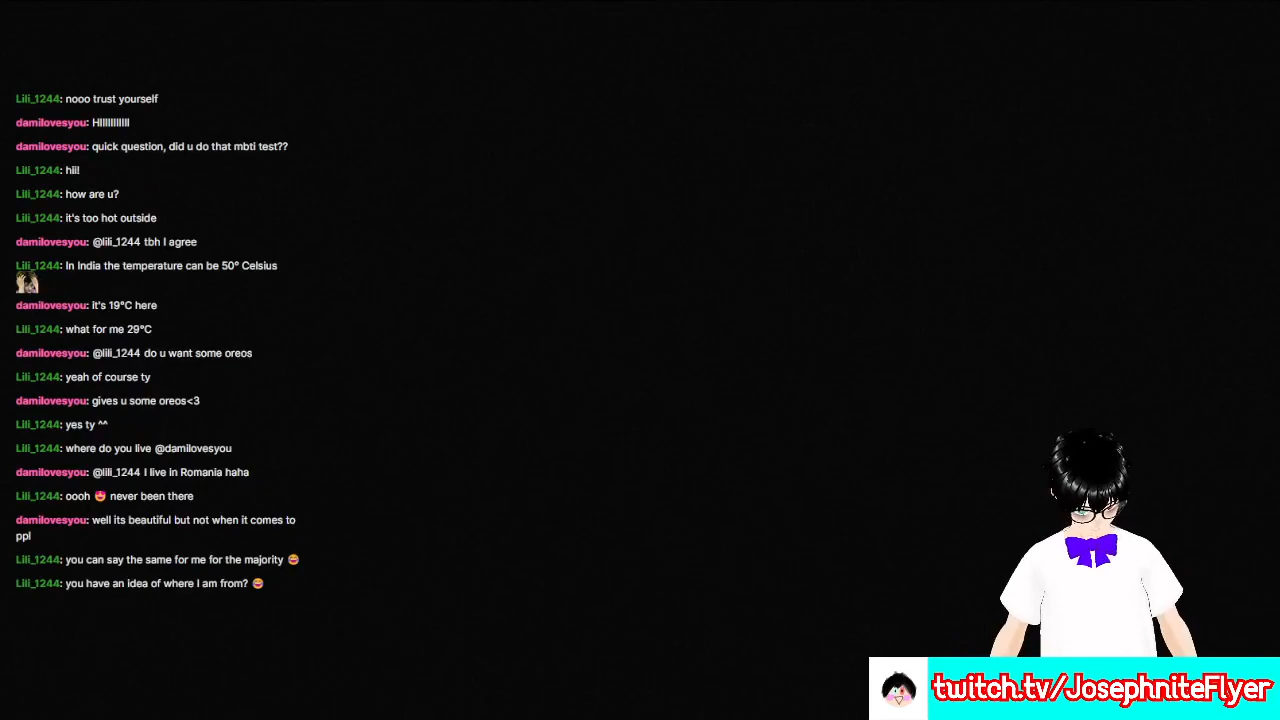 Lili_1244: nooo trust yourself
damilovesyou: HIIIIIIIIIII
damilovesyou: quick question, did u do that mbti test??
Lili_1244: hii!
Lili_1244: how are u?
Lili_1244: it's too hot outside
damilovesyou: @lili_1244 tbh I agree
Lili_1244: In India the temperature can be 50° Celsius
damilovesyou: it's 19°C here
Lili_1244: what for me 29°C
damilovesyou: @lili_1244 do u want some oreos
Lili_1244: yeah of course ty
damilovesyou: gives u some oreos<3
Lili_1244: yes ty ^^
Lili_1244: where do you live @damilovesyou
damilovesyou: @lili_1244 I live in Romania haha
Lili_1244: oooh 😍 never been there
damilovesyou: well its beautiful but not when it comes to
ppl
Lili_1244: you can say the same for me for the majority 😂
Lili_1244: you have an idea of where I am from? 😂
twitch.tv/JosephniteFlyer